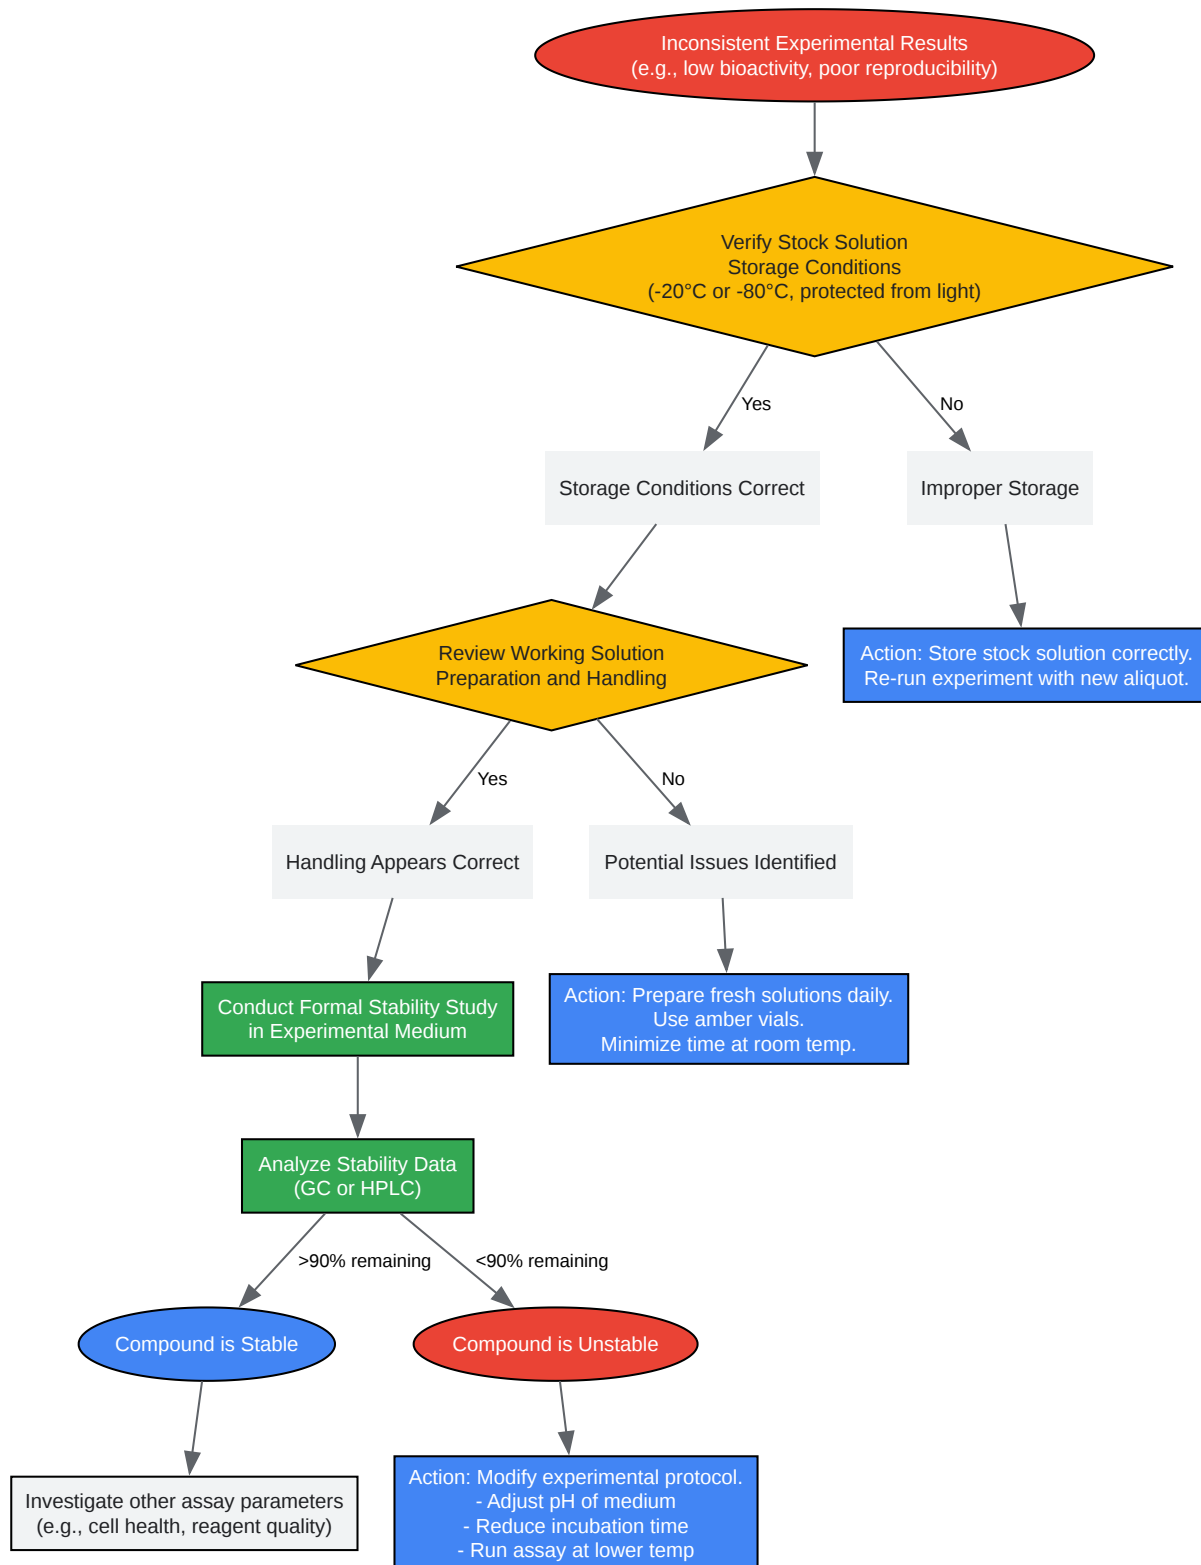 Inconsistent Experimental Results
(e.g., low bioactivity, poor reproducibility)
Verify Stock Solution
Storage Conditions
(-20°C or -80°C, protected from light)
Yes
No
Storage Conditions Correct
Improper Storage
Review Working Solution
Preparation and Handling
Action: Store stock solution correctly.
Re-run experiment with new aliquot.
Yes
No
Handling Appears Correct
Potential Issues Identified
Conduct Formal Stability Study
in Experimental Medium
Action: Prepare fresh solutions daily.
Use amber vials.
Minimize time at room temp.
Analyze Stability Data
(GC or HPLC)
>90% remaining
<90% remaining
Compound is Stable
Compound is Unstable
Investigate other assay parameters
(e.g., cell health, reagent quality)
Action: Modify experimental protocol.
- Adjust pH of medium
- Reduce incubation time
- Run assay at lower temp